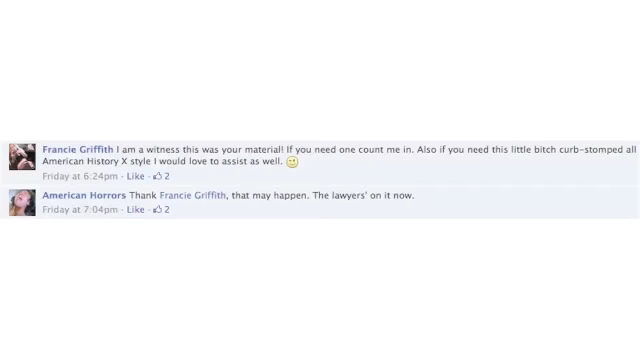 Francie Griffith I am a witness this was your material! If you need one count me in. Also if you need this little bitch curb-stomped all
American History X style I would love to assist as well.
Friday at 6:24pm · Like · 2
American Horrors Thank Francie Griffith, that may happen. The lawyers' on it now.
Friday at 7:04pm · Like · 2